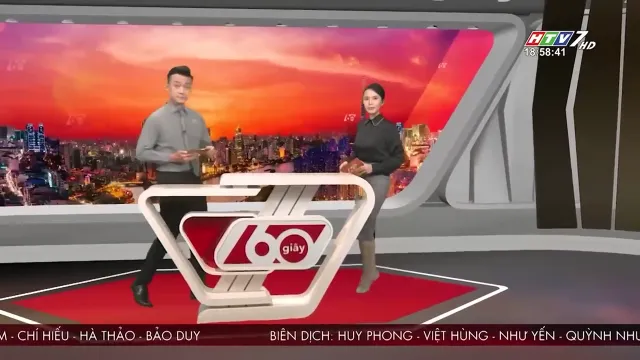 HTV7 HD
18:58:41
60
giây
M - CHÍ HIẾU - HÀ THẢO - BẢO DUY BIÊN DỊCH: HUY PHONG - VIỆT HÙNG - NHƯ YẾN - QUỲNH NHƯ